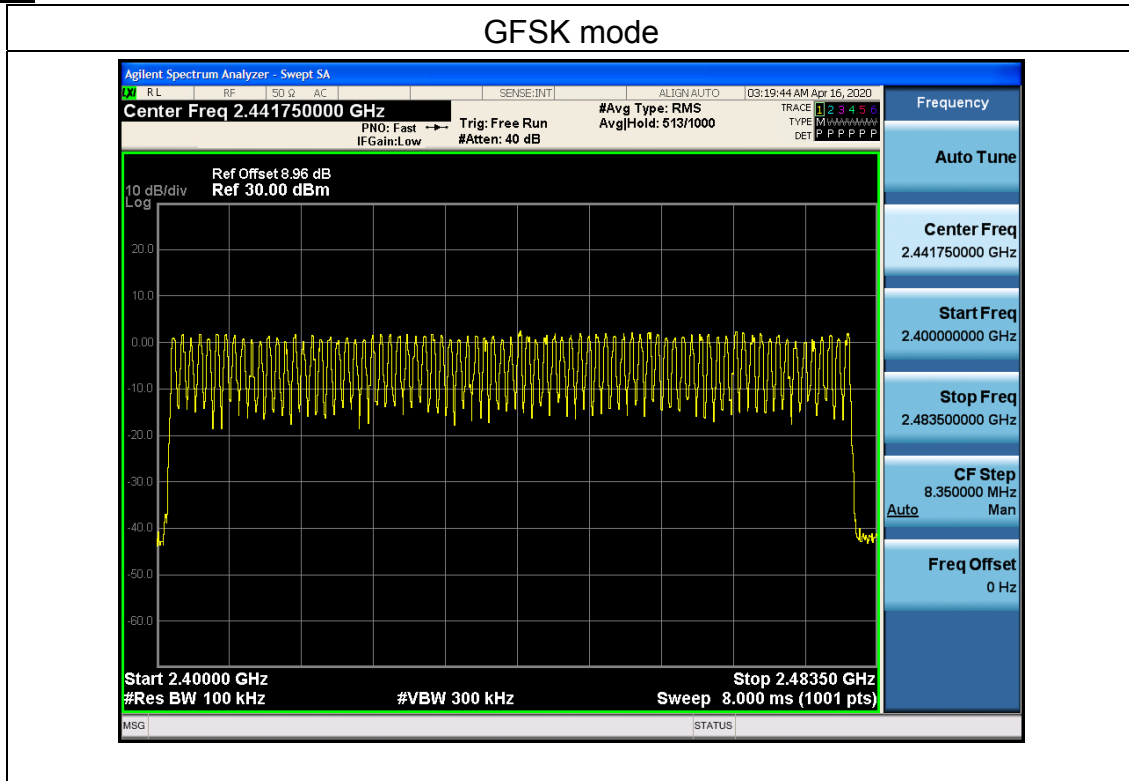 GFSK mode
Agilent Spectrum Analyzer - Swept SA
LXI RL RF 50 Ω AC SENSE:INT ALIGN AUTO 03:19:44 AM Apr 16, 2020
Center Freq 2.441750000 GHz
PNO: Fast
IFGain:Low
Trig: Free Run
#Atten: 40 dB
#Avg Type: RMS
Avg|Hold: 513/1000
TRACE 1 2 3 4 5 6
TYPE M WWWWW
DET P P P P P P
Ref Offset 8.96 dB
10 dB/div Ref 30.00 dBm
Log
20.0
10.0
0.00
-10.0
-20.0
-30.0
-40.0
-50.0
-60.0
Start 2.40000 GHz Stop 2.48350 GHz
#Res BW 100 kHz #VBW 300 kHz Sweep 8.000 ms (1001 pts)
MSG STATUS
Frequency
Auto Tune
Center Freq
2.441750000 GHz
Start Freq
2.400000000 GHz
Stop Freq
2.483500000 GHz
CF Step
8.350000 MHz
Auto Man
Freq Offset
0 Hz